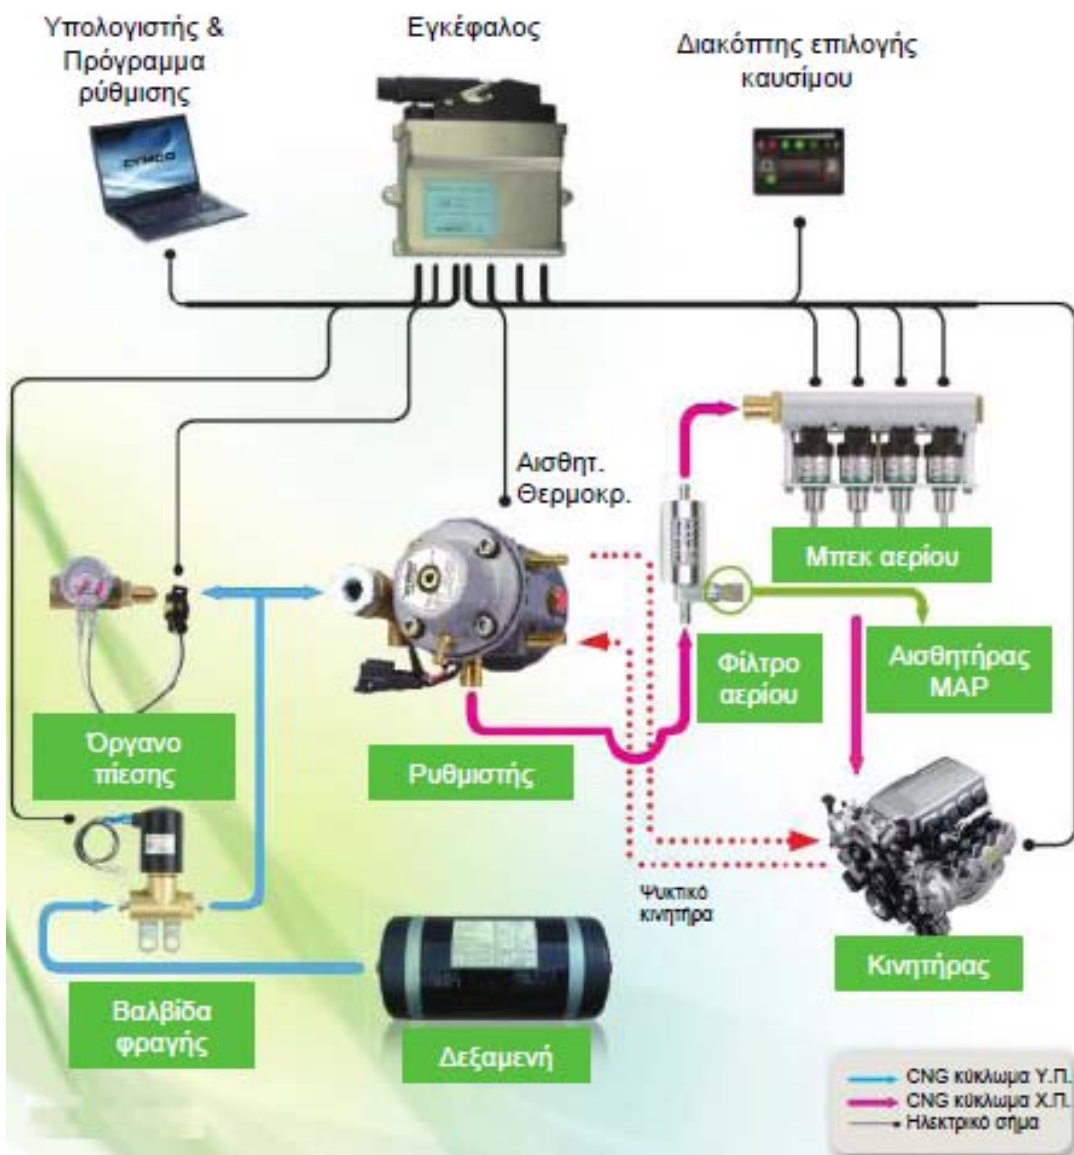 Υπολογιστής &
Πρόγραμμα
ρύθμισης
Εγκέφαλος
Διακόπτης επιλογής
καυσίμου
CYMCO
Αισθητ.
Θερμοκρ.
Μπεκ αερίου
Φίλτρο
αερίου
Αισθητήρας
MAP
Όργανο
πίεσης
Ρυθμιστής
Ψυκτικό
κινητήρα
Κινητήρας
Βαλβίδα
φραγής
Δεξαμενή
CNG κύκλωμα Υ.Π.
CNG κύκλωμα Χ.Π.
Ηλεκτρικό σήμα